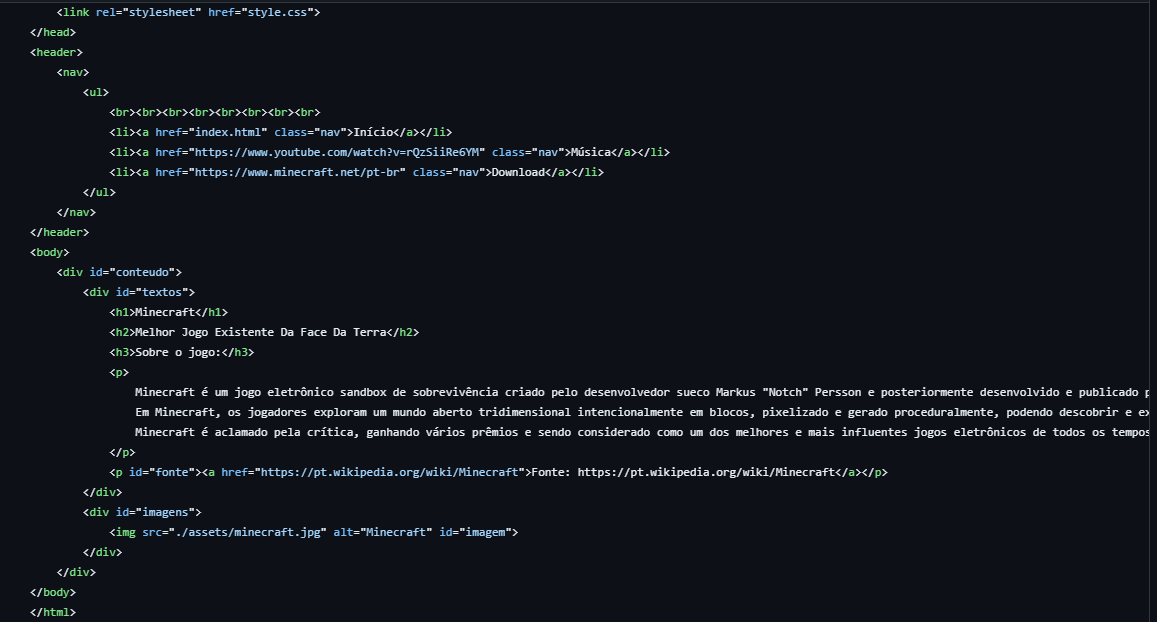 <link rel="stylesheet" href="style.css">
</head>
<header>
<nav>
<ul>
<br><br><br><br><br><br><br><br>
<li><a href="index.html" class="nav">Início</a></li>
<li><a href="https://www.youtube.com/watch?v=rQzSiiRe6YM" class="nav">Música</a></li>
<li><a href="https://www.minecraft.net/pt-br" class="nav">Download</a></li>
</ul>
</nav>
</header>
<body>
<div id="conteudo">
<div id="textos">
<h1>Minecraft</h1>
<h2>Melhor Jogo Existente Da Face Da Terra</h2>
<h3>Sobre o jogo:</h3>
<p>
Minecraft é um jogo eletrônico sandbox de sobrevivência criado pelo desenvolvedor sueco Markus "Notch" Persson e posteriormente desenvolvido e publicado p
Em Minecraft, os jogadores exploram um mundo aberto tridimensional intencionalmente em blocos, pixelizado e gerado proceduralmente, podendo descobrir e ex
Minecraft é aclamado pela crítica, ganhando vários prêmios e sendo considerado como um dos melhores e mais influentes jogos eletrônicos de todos os tempos
</p>
<p id="fonte"><a href="https://pt.wikipedia.org/wiki/Minecraft">Fonte: https://pt.wikipedia.org/wiki/Minecraft</a></p>
</div>
<div id="imagens">
<img src="./assets/minecraft.jpg" alt="Minecraft" id="imagem">
</div>
</div>
</body>
</html>